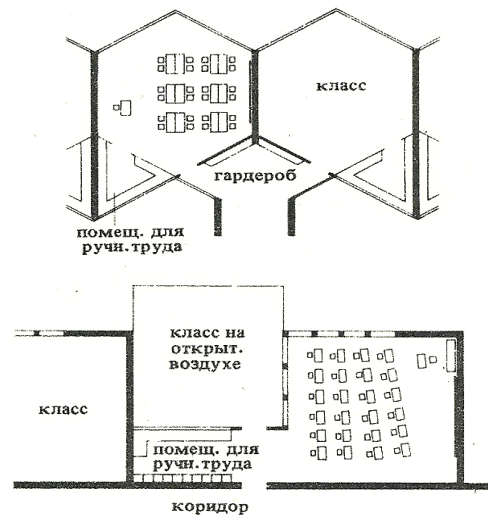 класс
гардероб
помещ. для
ручн. труда
класс на
открыт.
воздухе
класс
помещ. для
ручн. труда
коридор